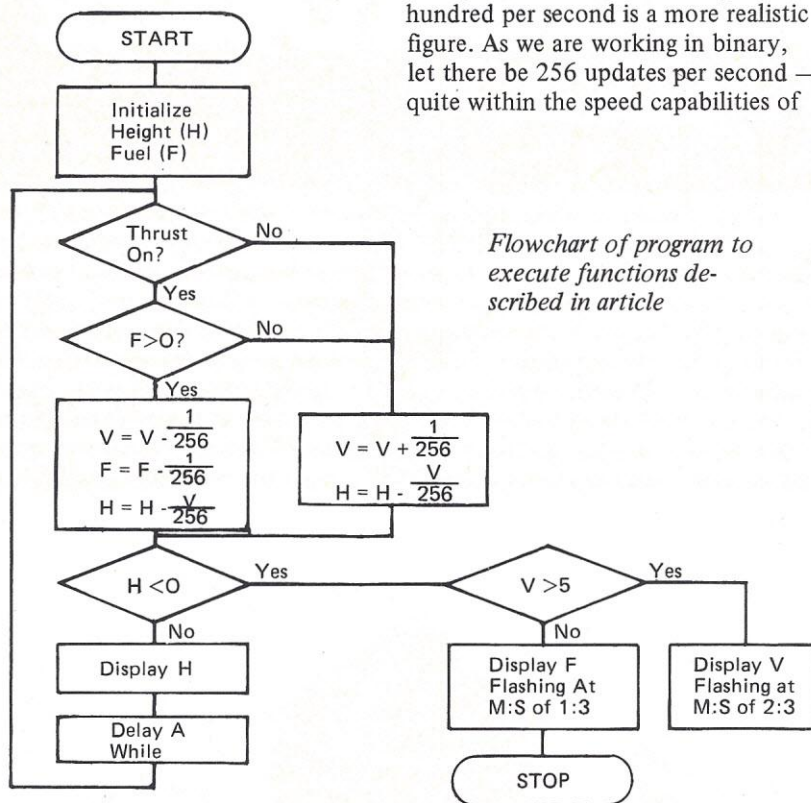 hundred per second is a more realistic
figure. As we are working in binary,
let there be 256 updates per second —
quite within the speed capabilities of
Flowchart of program to
execute functions de-
scribed in article
START
Initialize
Height (H)
Fuel (F)
Thrust
On?
No
Yes
F>O?
No
Yes
V = V - 1/256
F = F - 1/256
H = H - V/256
V = V + 1/256
H = H - V/256
H <O
Yes
No
V >5
Yes
No
Display H
Delay A
While
Display F
Flashing At
M:S of 1:3
Display V
Flashing at
M:S of 2:3
STOP